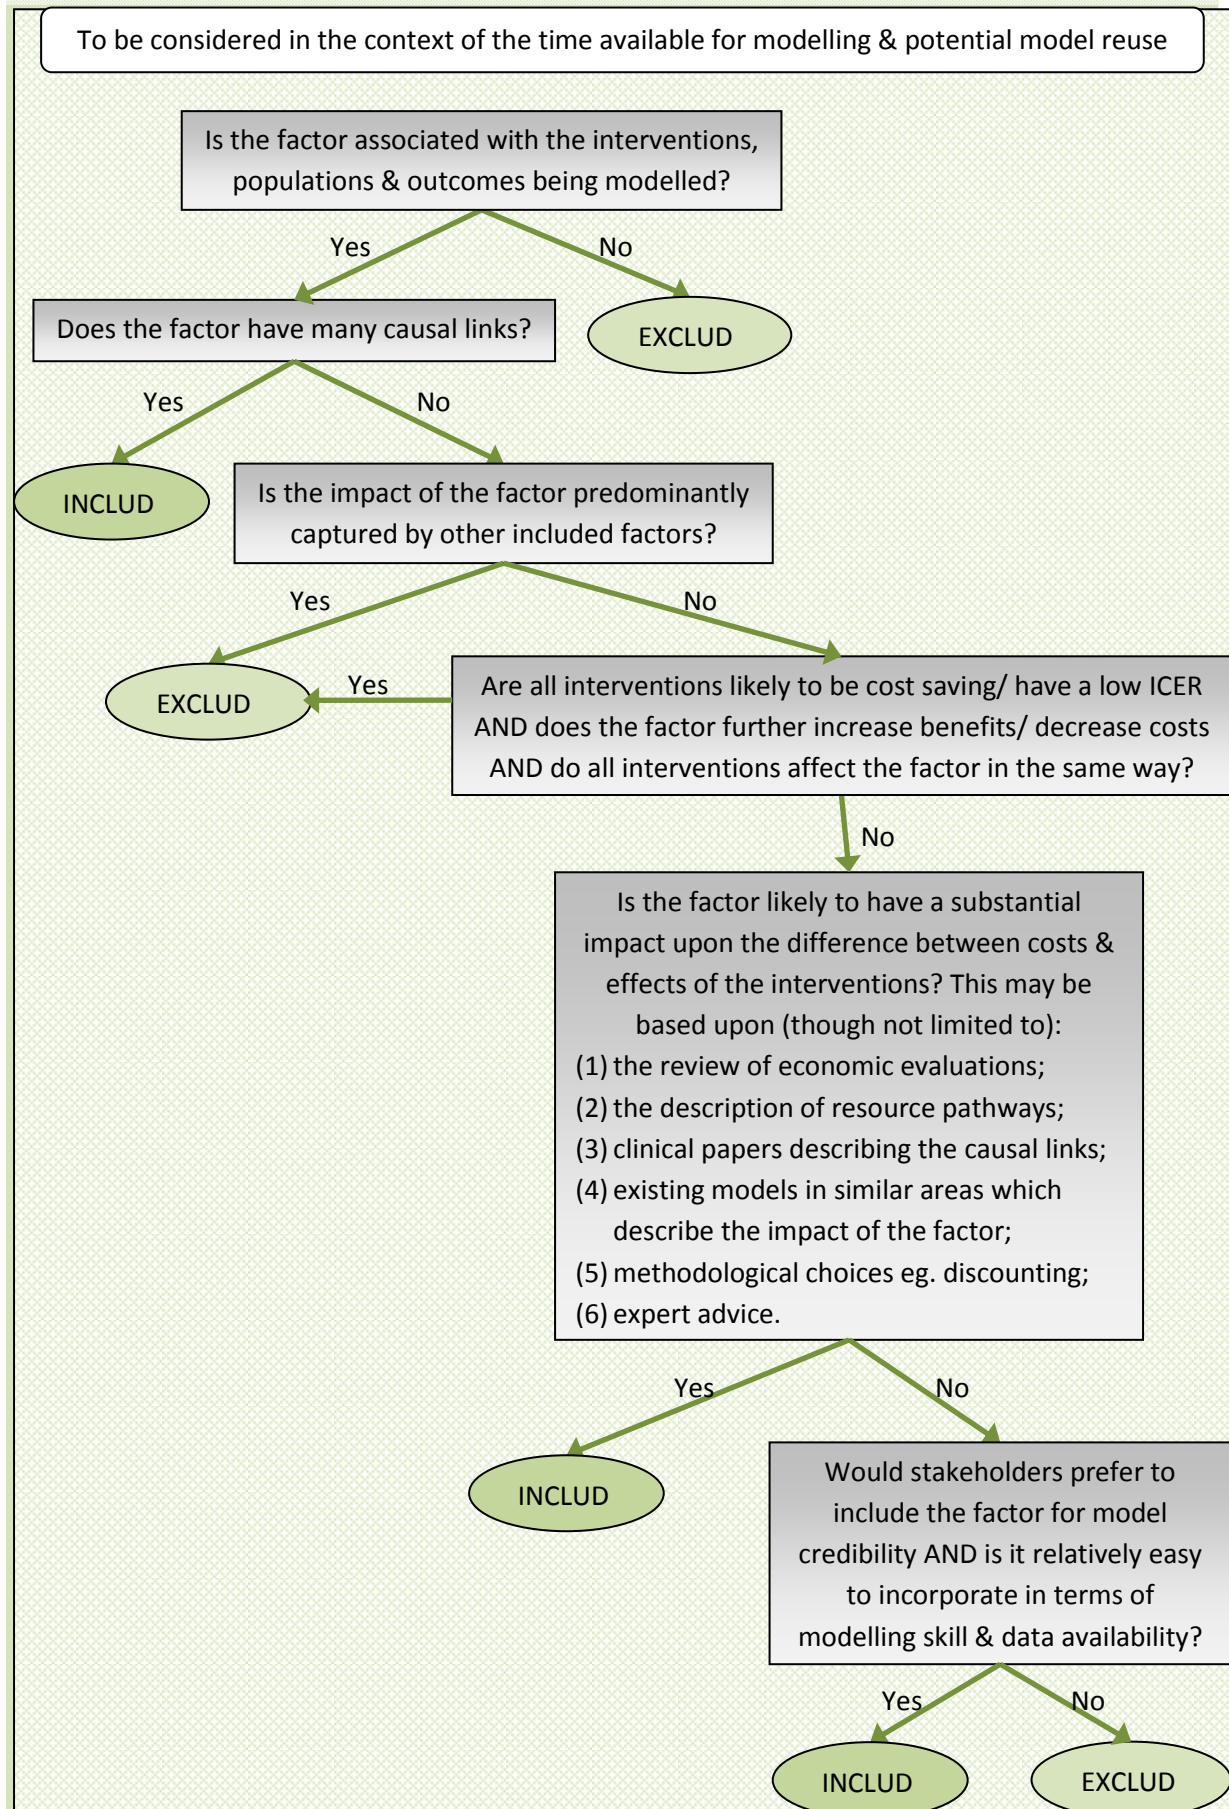 To be considered in the context of the time available for modelling & potential model reuse
Is the factor associated with the interventions,
populations & outcomes being modelled?
Yes
No
Does the factor have many causal links?
EXCLUD
Yes
No
INCLUD
Is the impact of the factor predominantly
captured by other included factors?
Yes
No
EXCLUD
Yes
Are all interventions likely to be cost saving/ have a low ICER
AND does the factor further increase benefits/ decrease costs
AND do all interventions affect the factor in the same way?
No
Is the factor likely to have a substantial
impact upon the difference between costs &
effects of the interventions? This may be
based upon (though not limited to):
(1) the review of economic evaluations;
(2) the description of resource pathways;
(3) clinical papers describing the causal links;
(4) existing models in similar areas which
describe the impact of the factor;
(5) methodological choices eg. discounting;
(6) expert advice.
Yes
No
INCLUD
Would stakeholders prefer to
include the factor for model
credibility AND is it relatively easy
to incorporate in terms of
modelling skill & data availability?
Yes
No
INCLUD
EXCLUD